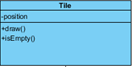 Tile
-position
+draw()
+isEmpty()